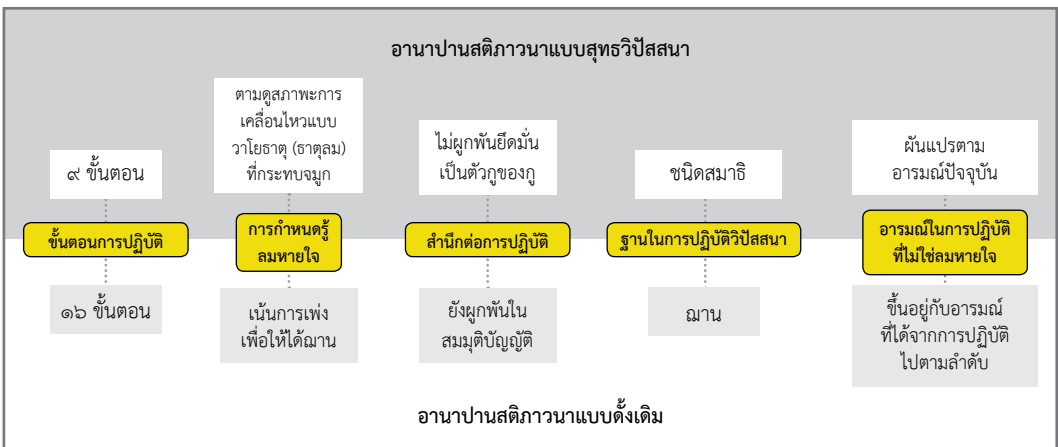 อานาปานสติภาวนาแบบสุทธวิปัสสนา
๙ ขั้นตอน
ตามดูสภาพะการ
เคลื่อนไหวแบบ
วาโยธาตุ (ธาตุลม)
ที่กระทบจมูก
ไม่ผูกพันยึดมั่น
เป็นตัวกูของกู
ชนิดสมาธิ
ผันแปรตาม
อารมณ์ปัจจุบัน
ขั้นตอนการปฏิบัติ
การกำหนดรู้
ลมหายใจ
สำนึกต่อการปฏิบัติ
ฐานในการปฏิบัติวิปัสสนา
อารมณ์ในการปฏิบัติ
ที่ไม่ใช่ลมหายใจ
๑๖ ขั้นตอน
เน้นการเพ่ง
เพื่อให้ได้ฌาน
ยังผูกพันใน
สมมุติบัญญัติ
ฌาน
ขึ้นอยู่กับอารมณ์
ที่ได้จากการปฏิบัติ
ไปตามลำดับ
อานาปานสติภาวนาแบบดั้งเดิม